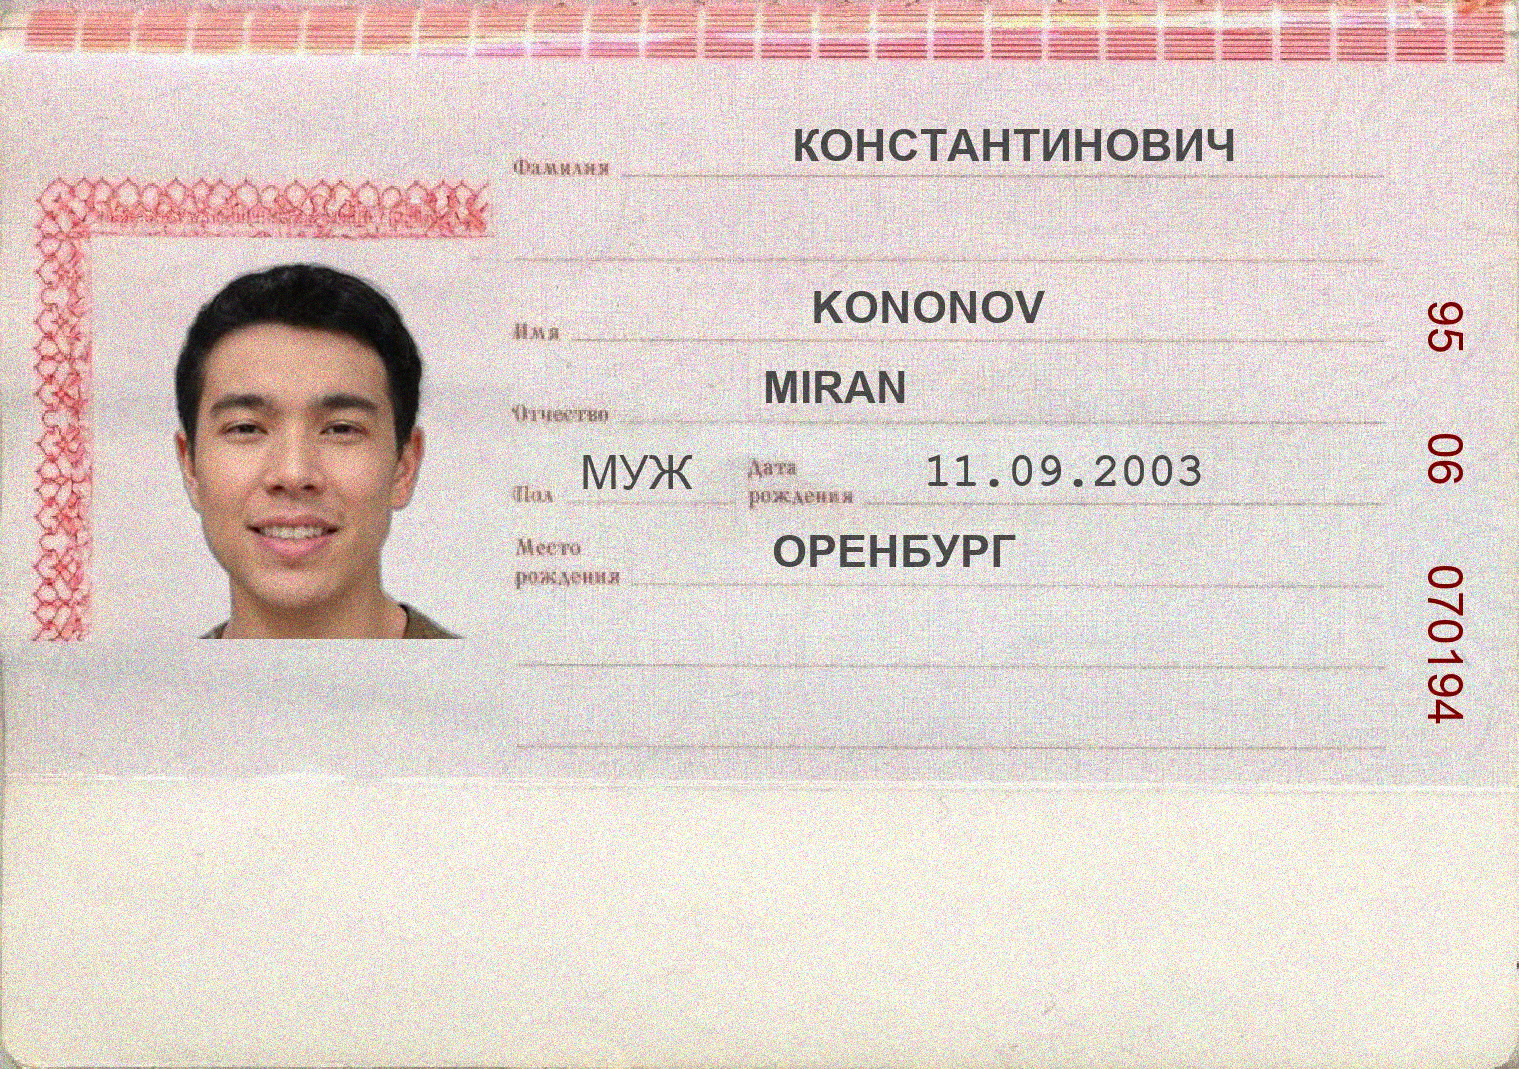 Фамилия КОНСТАНТИНОВИЧ
Имя KONONOV
Отчество MIRAN
Пол МУЖ Дата рождения 11.09.2003
Место рождения ОРЕНБУРГ
95 06 070194